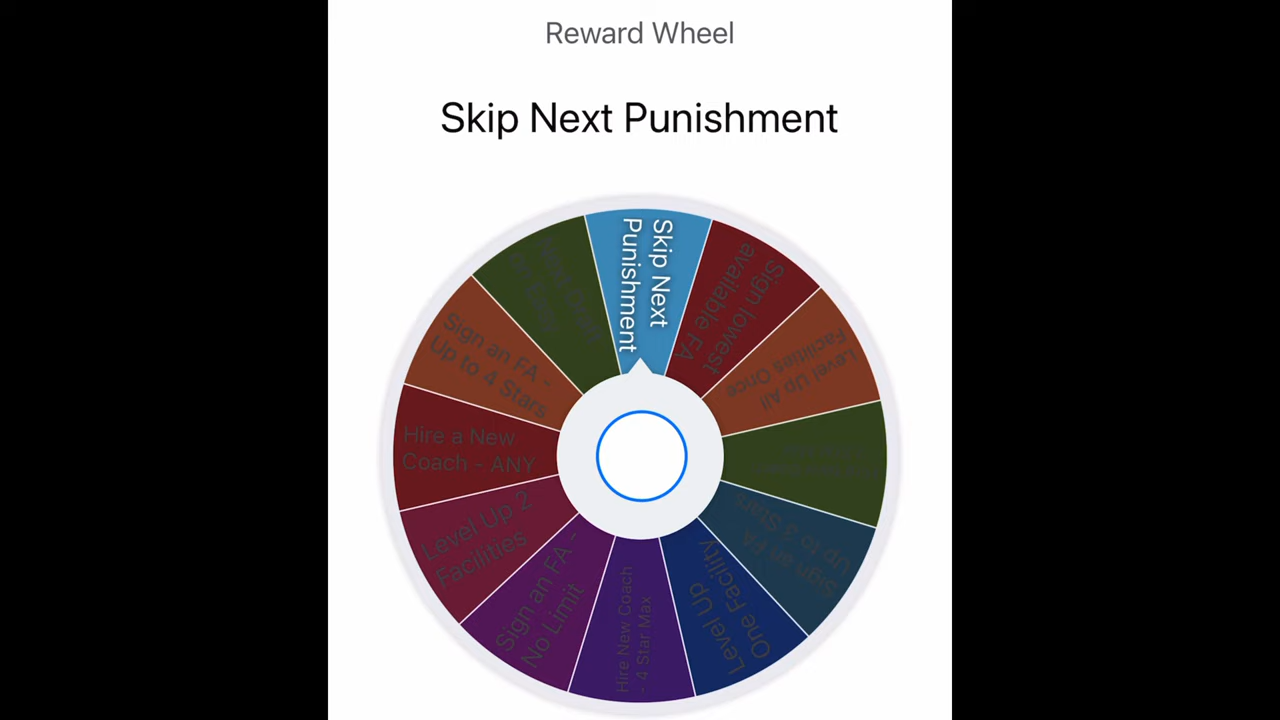 Reward Wheel
Skip Next Punishment
Skip Next
Punishment
Sign lowest
available FA
Level Up All
Facilities Once
Sign an FA -
Up to 3 Stars
Level Up
One Facility
Hire New Coach
- 4 Star Max
Sign an FA -
No Limit
Level Up 2
Facilities
Hire a New
Coach - ANY
Sign an FA -
Up to 4 Stars
Next Draft